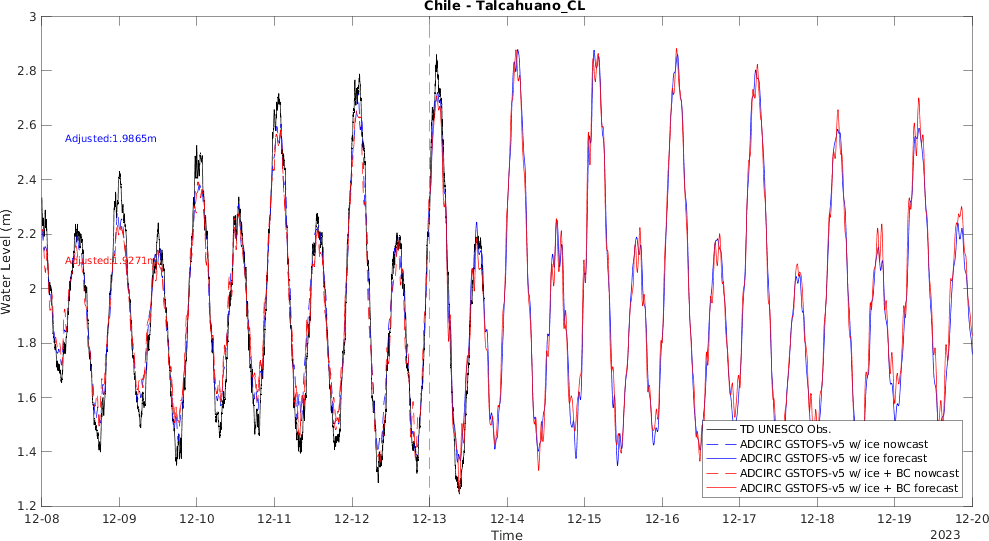 Chile - Talcahuano_CL
Water Level (m)
3
2.8
2.6
2.4
2.2
2
1.8
1.6
1.4
1.2
Adjusted:1.9865m
Adjusted:1.9271m
TD UNESCO Obs.
ADCIRC GSTOFS-v5 w/ ice nowcast
ADCIRC GSTOFS-v5 w/ ice forecast
ADCIRC GSTOFS-v5 w/ ice + BC nowcast
ADCIRC GSTOFS-v5 w/ ice + BC forecast
12-08 12-09 12-10 12-11 12-12 12-13 12-14 12-15 12-16 12-17 12-18 12-19 12-20
Time
2023